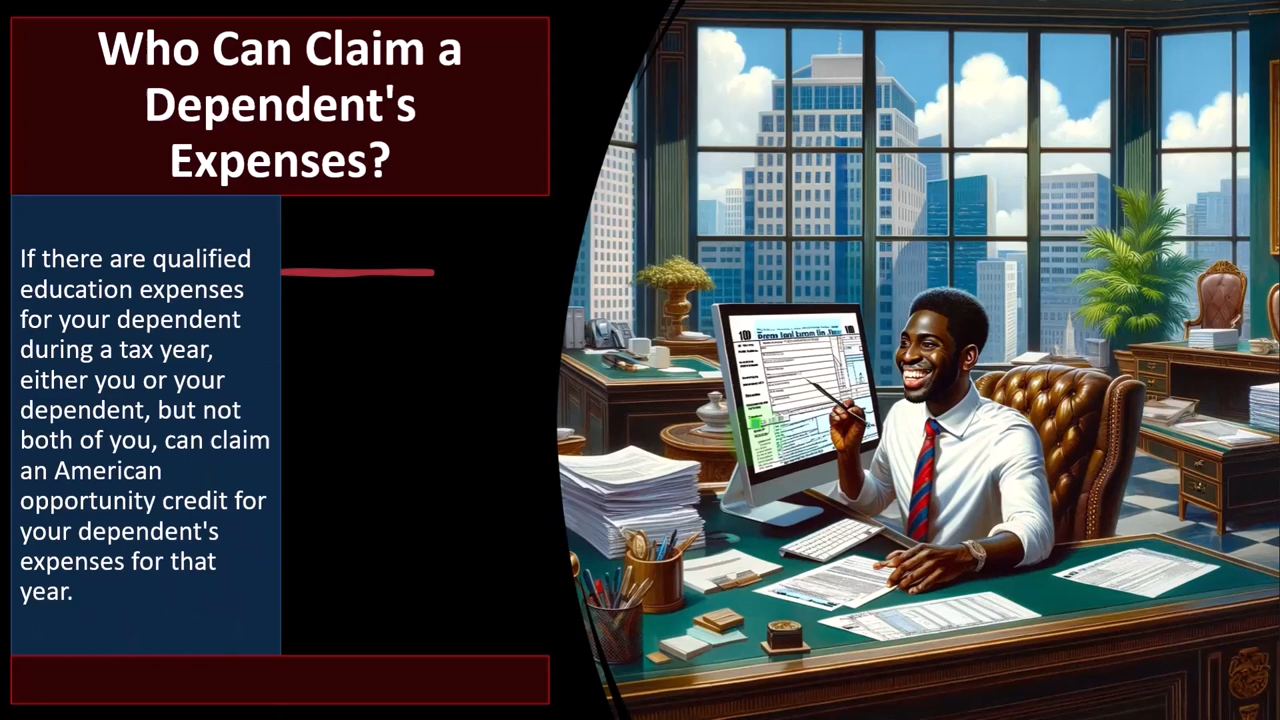 Who Can Claim a
Dependent's
Expenses?
If there are qualified
education expenses
for your dependent
during a tax year,
either you or your
dependent, but not
both of you, can claim
an American
opportunity credit for
your dependent's
expenses for that
year.